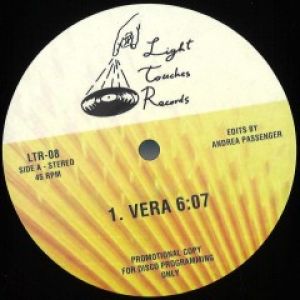 Light
Touches
Records
LTR-08
SIDE A - STEREO
45 RPM
EDITS BY
ANDREA PASSENGER
1. VERA 6:07
PROMOTIONAL COPY
FOR DISCO PROGRAMMING
ONLY